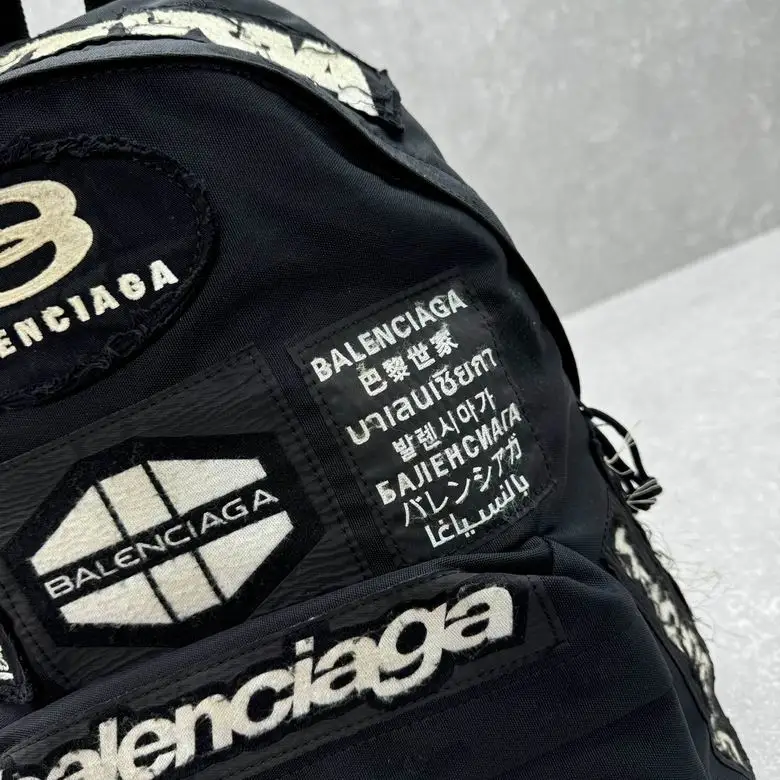 BALENCIAGA
BALENCIAGA
巴黎世家
บาเลนเซียกา
발렌시아가
БАЛЕНСИАГА
バレンシアガ
بالنسياغا
BALENCIAGA
balenciaga